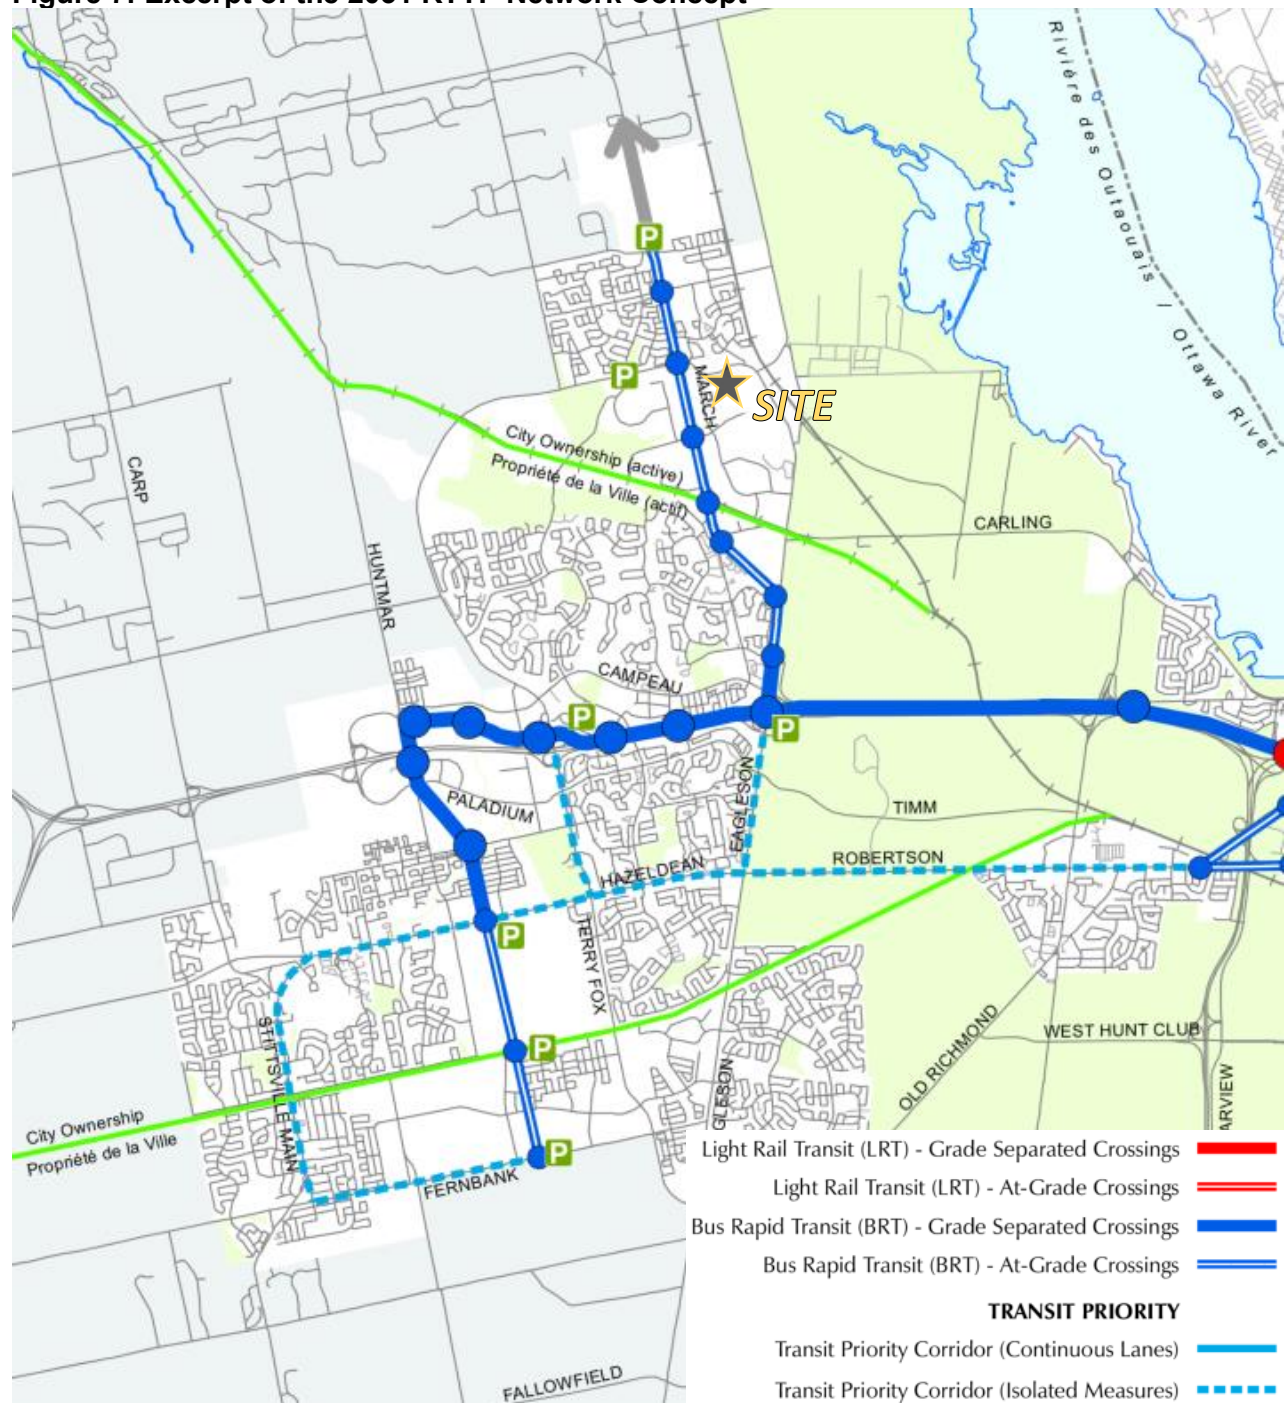 Rivière des Outaouais / Ottawa River
P
P
MARCH
SITE
City Ownership (active)
Propriété de la Ville (actif)
CARP
CARLING
HUNTMAR
CAMPEAU
P
P
PALADIUM
EAGLESON
TIMM
HAZELDEAN
ROBERTSON
P
TERRY FOX
STITTSVILLE MAIN
P
OLD RICHMOND
WEST HUNT CLUB
GLESON
ARVIEW
City Ownership
Propriété de la Ville
P
FERNBANK
FALLOWFIELD
Light Rail Transit (LRT) - Grade Separated Crossings
Light Rail Transit (LRT) - At-Grade Crossings
Bus Rapid Transit (BRT) - Grade Separated Crossings
Bus Rapid Transit (BRT) - At-Grade Crossings
TRANSIT PRIORITY
Transit Priority Corridor (Continuous Lanes)
Transit Priority Corridor (Isolated Measures)